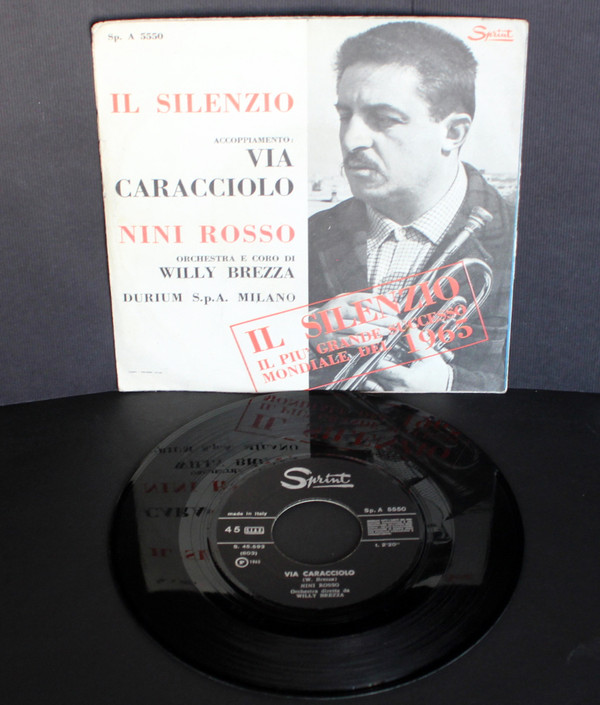 Sp. A 5550
Sprint
IL SILENZIO
ACCOPPIAMENTO:
VIA
CARACCIOLO
NINI ROSSO
ORCHESTRA E CORO DI
WILLY BREZZA
DURIUM S.p.A. MILANO
IL SILENZIO
IL PIU' GRANDE SUCCESSO
MONDIALE DEL 1965
Sprint
made in Italy
Sp. A 5550
45
VIA CARACCIOLO
(W. Brezza)
NINI ROSSO
Orchestra diretta da
WILLY BREZZA